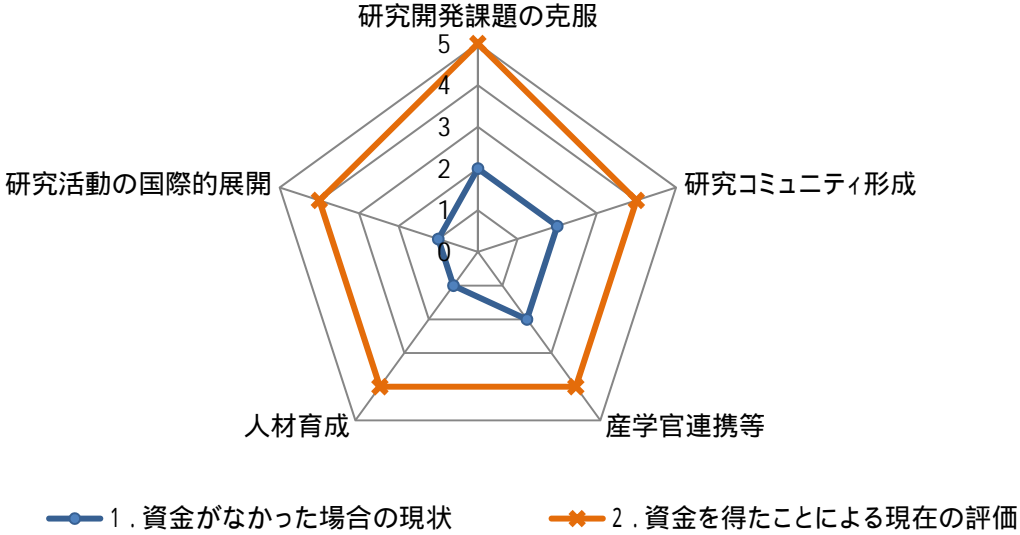 研究開発課題の克服
5
4
3
2
1
0
研究活動の国際的展開
研究コミュニティ形成
人材育成
産学官連携等
1．資金がなかった場合の現状
2．資金を得たことによる現在の評価